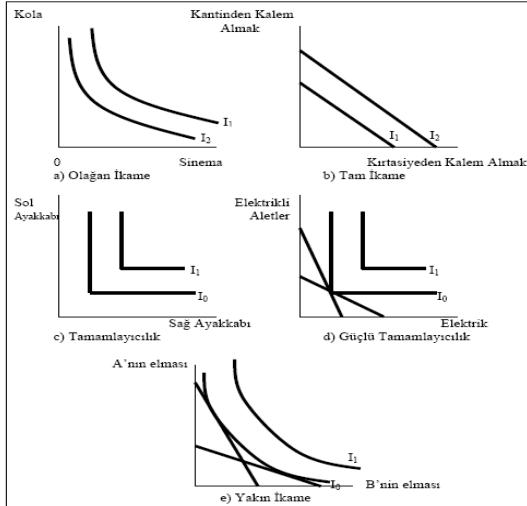 Kola
I1
I2
0
Sinema
a) Olağan İkame
Kantinden Kalem
Almak
I1
I2
Kırtasiyeden Kalem Almak
b) Tam İkame
Sol
Ayakkabı
I1
I0
Sağ Ayakkabı
c) Tamamlayıcılık
Elektrikli
Aletler
I1
I0
Elektrik
d) Güçlü Tamamlayıcılık
A'nın elması
I1
I0
B'nin elması
e) Yakın İkame